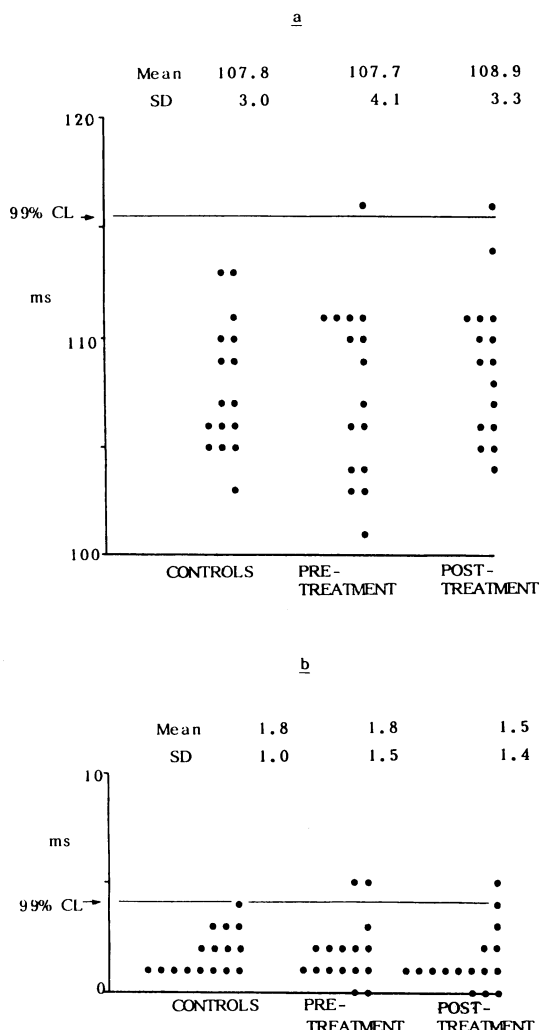 a
Mean 107.8 107.7 108.9
SD 3.0 4.1 3.3
120
99% CL
ms
110
100
CONTROLS PRE- POST-
TREATMENT TREATMENT
b
Mean 1.8 1.8 1.5
SD 1.0 1.5 1.4
10
ms
99% CL
0
CONTROLS PRE- POST-
TREATMENT TREATMENT